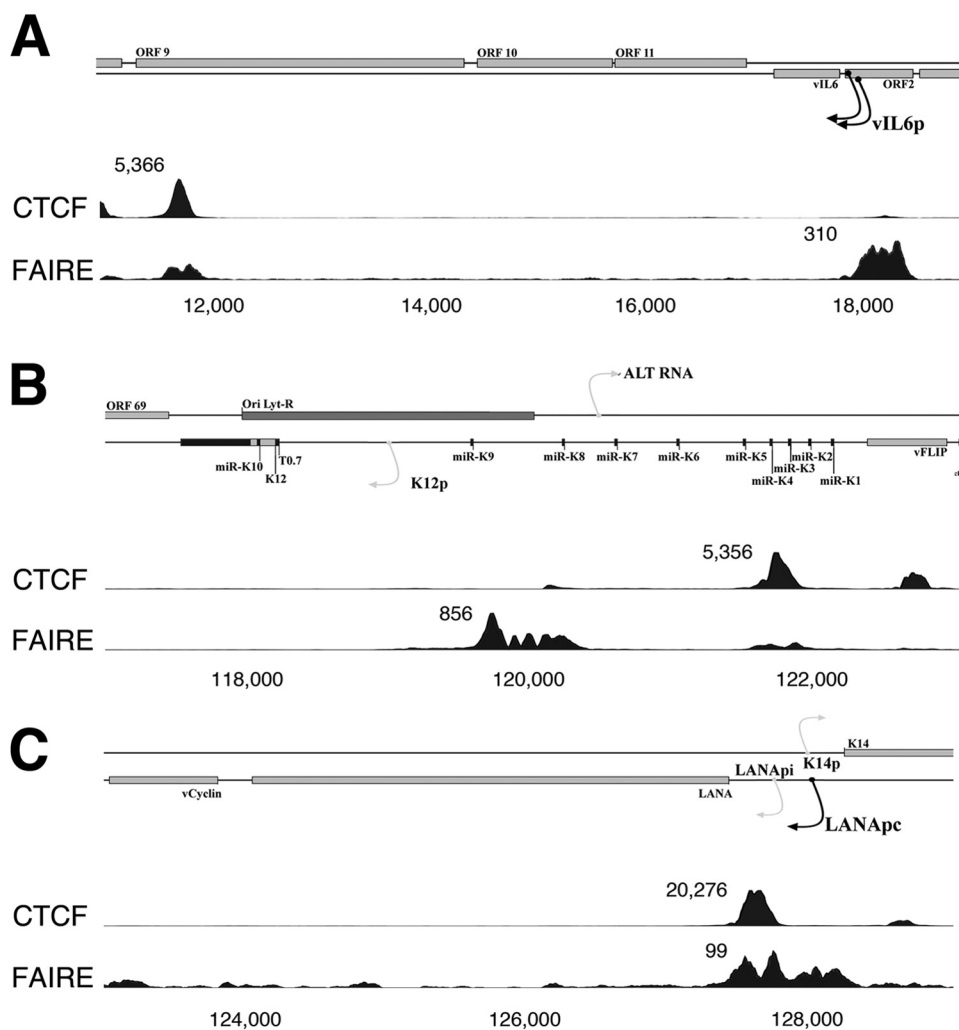 A
ORF 9
ORF 10
ORF 11
vIL6
ORF2
vIL6p
5,366
CTCF
310
FAIRE
12,000 14,000 16,000 18,000
B
ALT RNA
ORF 69
Ori Lyt-R
miR-K10
K12
T0.7
K12p
miR-K9
miR-K8
miR-K7
miR-K6
miR-K5
miR-K4
miR-K3
miR-K2
miR-K1
vFLIP
5,356
CTCF
856
FAIRE
118,000 120,000 122,000
C
K14
K14p
LANApi
vCyclin
LANA
LANApc
20,276
CTCF
99
FAIRE
124,000 126,000 128,000